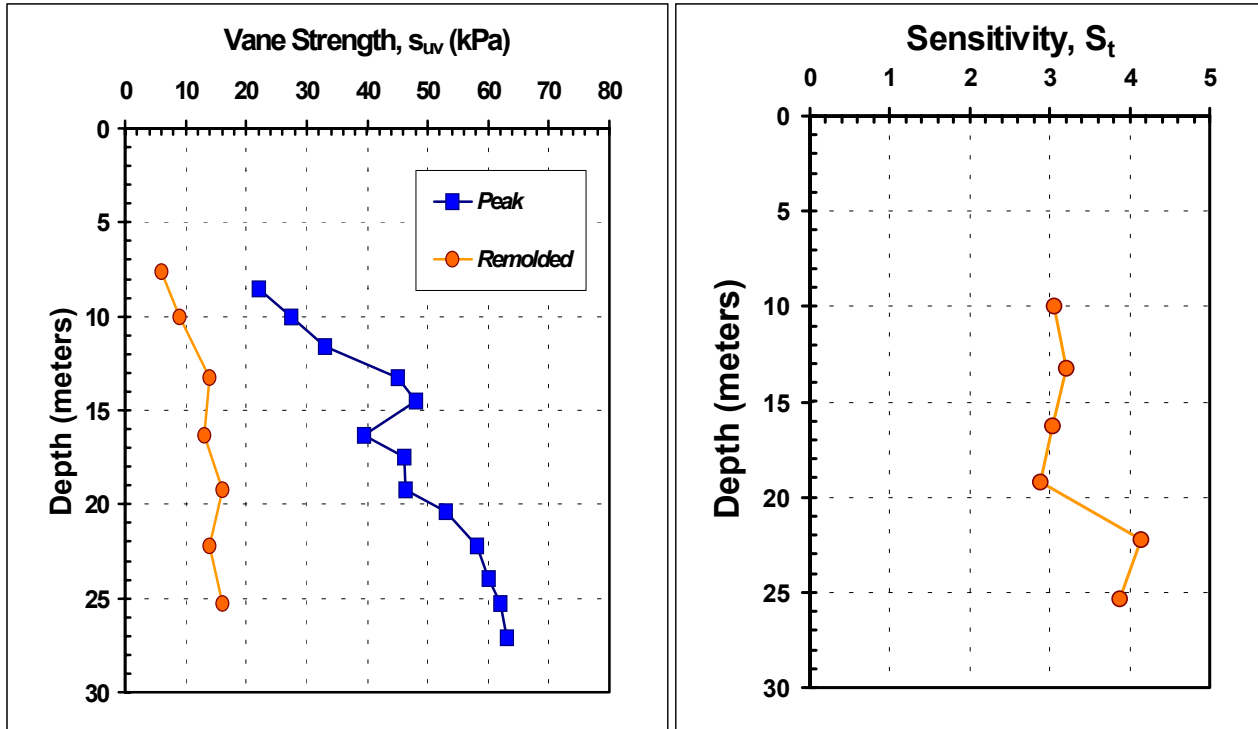 Vane Strength, suv (kPa)
0 10 20 30 40 50 60 70 80
0
5
10
15
20
25
30
Depth (meters)
Peak
Remolded
Sensitivity, St
0 1 2 3 4 5
0
5
10
15
20
25
30
Depth (meters)